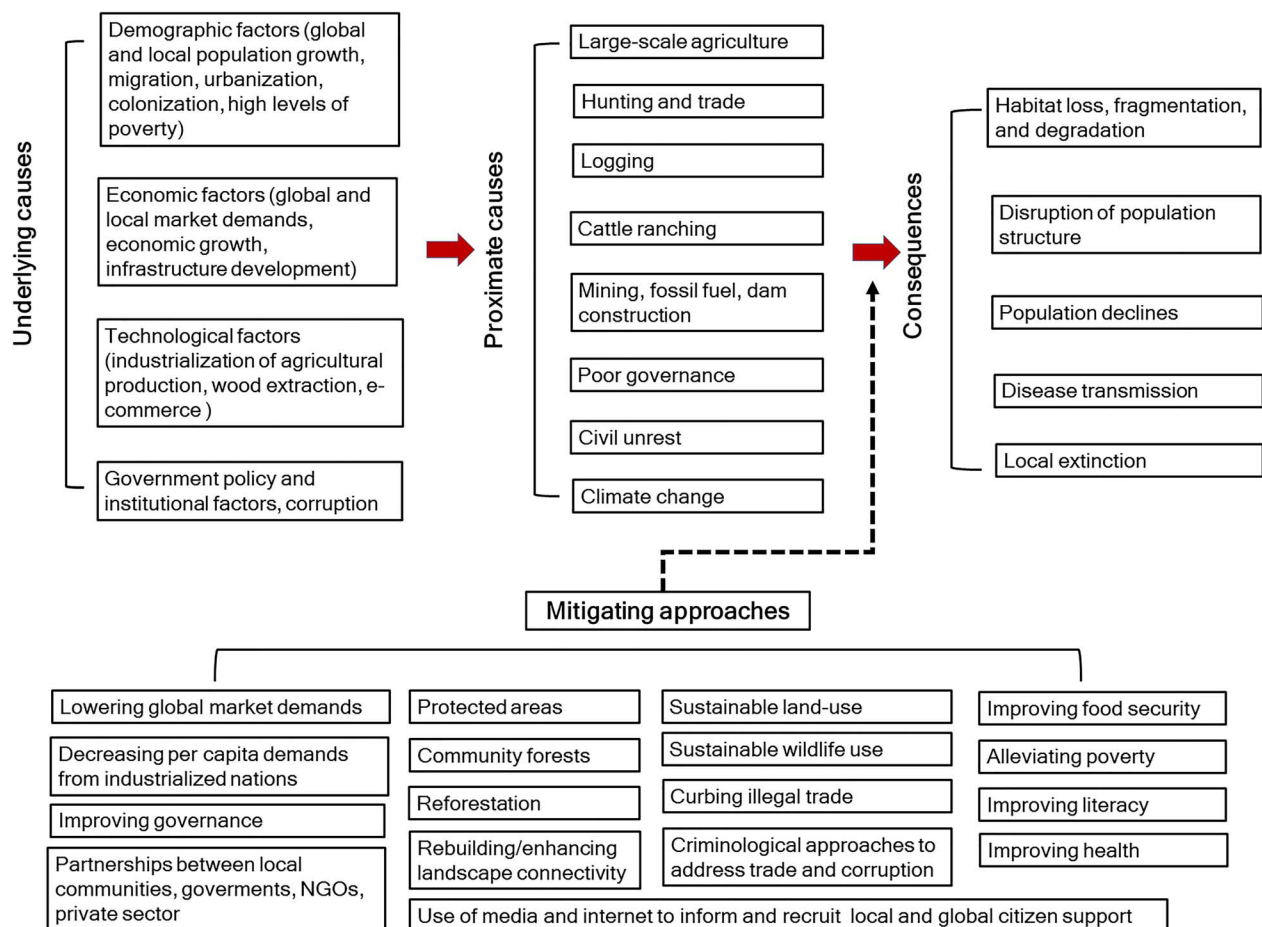 Underlying causes
Demographic factors (global
and local population growth,
migration, urbanization,
colonization, high levels of
poverty)
Economic factors (global and
local market demands,
economic growth,
infrastructure development)
Technological factors
(industrialization of agricultural
production, wood extraction, e-
commerce )
Government policy and
institutional factors, corruption
Proximate causes
Large-scale agriculture
Hunting and trade
Logging
Cattle ranching
Mining, fossil fuel, dam
construction
Poor governance
Civil unrest
Climate change
Consequences
Habitat loss, fragmentation,
and degradation
Disruption of population
structure
Population declines
Disease transmission
Local extinction
Mitigating approaches
Lowering global market demands
Decreasing per capita demands
from industrialized nations
Improving governance
Partnerships between local
communities, goverments, NGOs,
private sector
Protected areas
Community forests
Reforestation
Rebuilding/enhancing
landscape connectivity
Sustainable land-use
Sustainable wildlife use
Curbing illegal trade
Criminological approaches to
address trade and corruption
Improving food security
Alleviating poverty
Improving literacy
Improving health
Use of media and internet to inform and recruit local and global citizen support